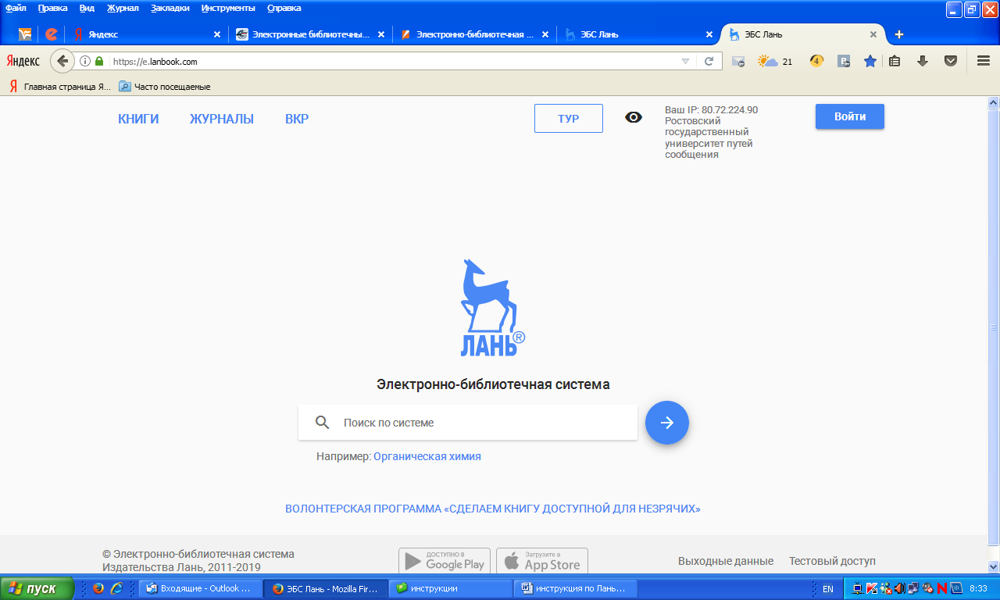 Файл Правка Вид Журнал Закладки Инструменты Справка
Яндекс
Электронные библиотечны...
Электронно-библиотечная ...
ЭБС Лань
ЭБС Лань
Яндекс
https://e.lanbook.com
21
4
Главная страница Я...
Часто посещаемые
КНИГИ
ЖУРНАЛЫ
ВКР
ТУР
Ваш IP: 80.72.224.90
Ростовский
государственный
университет путей
сообщения
Войти
ЛАНЬ®
Электронно-библиотечная система
Поиск по системе
Например: Органическая химия
ВОЛОНТЕРСКАЯ ПРОГРАММА «СДЕЛАЕМ КНИГУ ДОСТУПНОЙ ДЛЯ НЕЗРЯЧИХ»
© Электронно-библиотечная система
Издательства Лань, 2011-2019
ДОСТУПНО В
Google Play
Загрузите в
App Store
Выходные данные
Тестовый доступ
пуск
Входящие - Outlook ...
ЭБС Лань - Mozilla Fir...
инструкции
инструкция по Лань...
EN
8:33